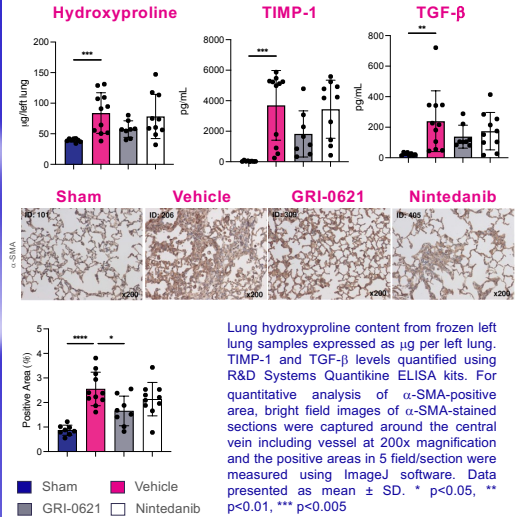 Hydroxyproline
TIMP-1
TGF-β
μg/left lung
200
150
100
50
0
***
pg/mL
8000
6000
4000
2000
0
***
pg/mL
800
600
400
200
0
**
Sham
Vehicle
GRI-0621
Nintedanib
α-SMA
ID: 101
x200
ID: 206
x200
ID: 309
x200
ID: 405
x200
Positive Area (%)
5
4
3
2
1
0
****
*
Sham
Vehicle
GRI-0621
Nintedanib
Lung hydroxyproline content from frozen left
lung samples expressed as μg per left lung.
TIMP-1 and TGF-β levels quantified using
R&D Systems Quantikine ELISA kits. For
quantitative analysis of α-SMA-positive
area, bright field images of α-SMA-stained
sections were captured around the central
vein including vessel at 200x magnification
and the positive areas in 5 field/section were
measured using ImageJ software. Data
presented as mean ± SD. * p<0.05, **
p<0.01, *** p<0.005